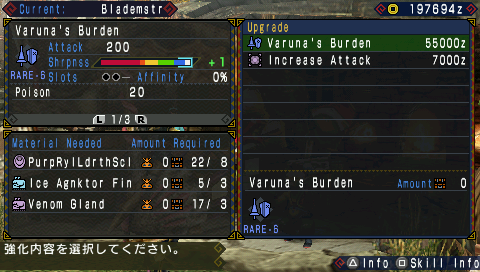 Current: Blademstr
197694z
Varuna's Burden
Attack 200
Shrpnss +1
RARE-6 Slots Affinity 0%
Poison 20
L 1/3 R
Material Needed Amount Required
PurpRylLdrthScl 0 22/ 8
Ice Agnktor Fin 0 5/ 3
Venom Gland 0 17/ 3
Upgrade
Varuna's Burden 55000z
Increase Attack 7000z
Varuna's Burden Amount 0
RARE-6
強化内容を選択してください。
Info Skill Info